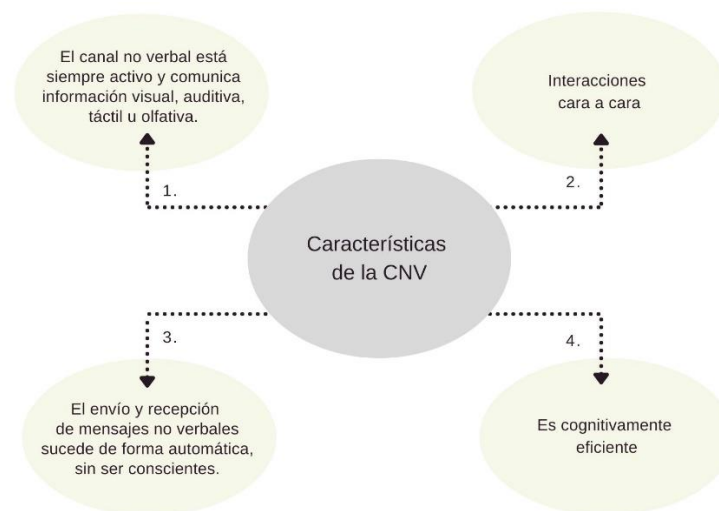 El canal no verbal está
siempre activo y comunica
información visual, auditiva,
táctil u olfativa.
Interacciones
cara a cara
1.
2.
Características
de la CNV
3.
4.
El envío y recepción
de mensajes no verbales
sucede de forma automática,
sin ser conscientes.
Es cognitivamente
eficiente